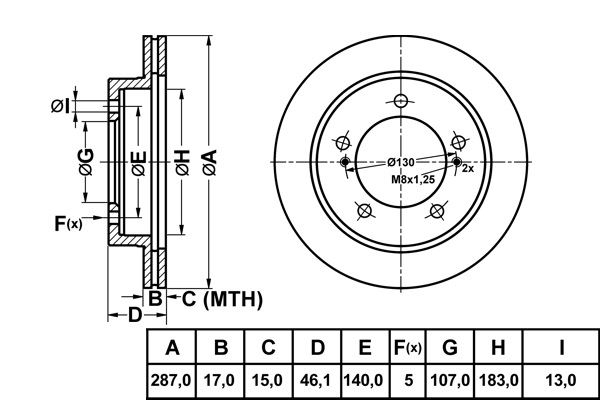 ØI
ØG
ØE
ØH
ØA
F(x)
B
C (MTH)
D
Ø130
M8x1,25
2x
A B C D E F(x) G H I
287,0 17,0 15,0 46,1 140,0 5 107,0 183,0 13,0